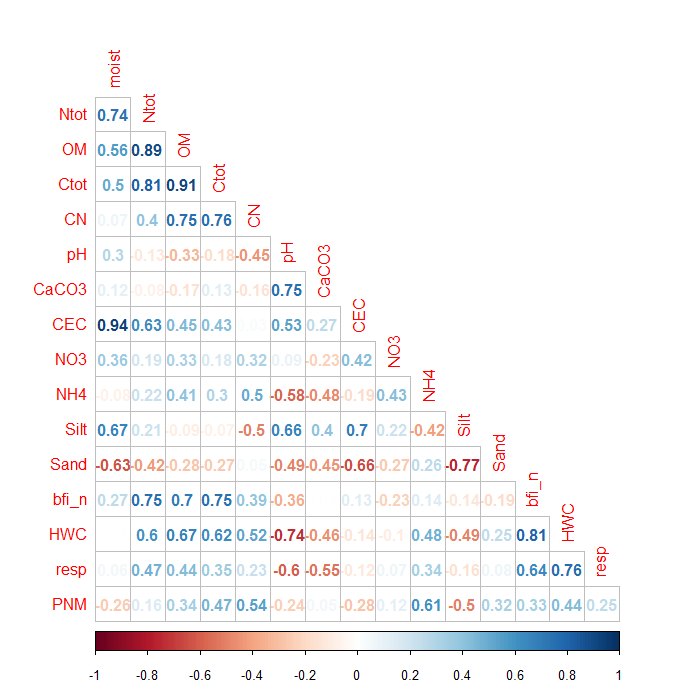 moist
Ntot 0.74 Ntot
OM 0.56 0.89 OM
Ctot 0.5 0.81 0.91 Ctot
CN 0.07 0.4 0.75 0.76 CN
pH 0.3 -0.13 -0.33 -0.18 -0.45 pH
CaCO3 0.12 -0.08 -0.17 0.13 -0.16 0.75 CaCO3
CEC 0.94 0.63 0.45 0.43 0.53 0.27 CEC
NO3 0.36 0.19 0.33 0.18 0.32 0.09 -0.23 0.42 NO3
NH4 -0.08 0.22 0.41 0.3 0.5 -0.58 -0.48 -0.19 0.43 NH4
Silt 0.67 0.21 -0.09 -0.07 -0.5 0.66 0.4 0.7 0.22 -0.42 Silt
Sand -0.63 -0.42 -0.28 -0.27 0.05 -0.49 -0.45 -0.66 -0.27 0.26 -0.77 Sand
bfi_n 0.27 0.75 0.7 0.75 0.39 -0.36 0.13 -0.23 0.14 -0.14 -0.19 bfi_n
HWC 0.6 0.67 0.62 0.52 -0.74 -0.46 -0.14 -0.1 0.48 -0.49 0.25 0.81 HWC
resp 0.06 0.47 0.44 0.35 0.23 -0.6 -0.55 -0.12 0.07 0.34 -0.16 0.08 0.64 0.76 resp
PNM -0.26 0.16 0.34 0.47 0.54 -0.24 0.05 -0.28 0.12 0.61 -0.5 0.32 0.33 0.44 0.25
-1 -0.8 -0.6 -0.4 -0.2 0 0.2 0.4 0.6 0.8 1